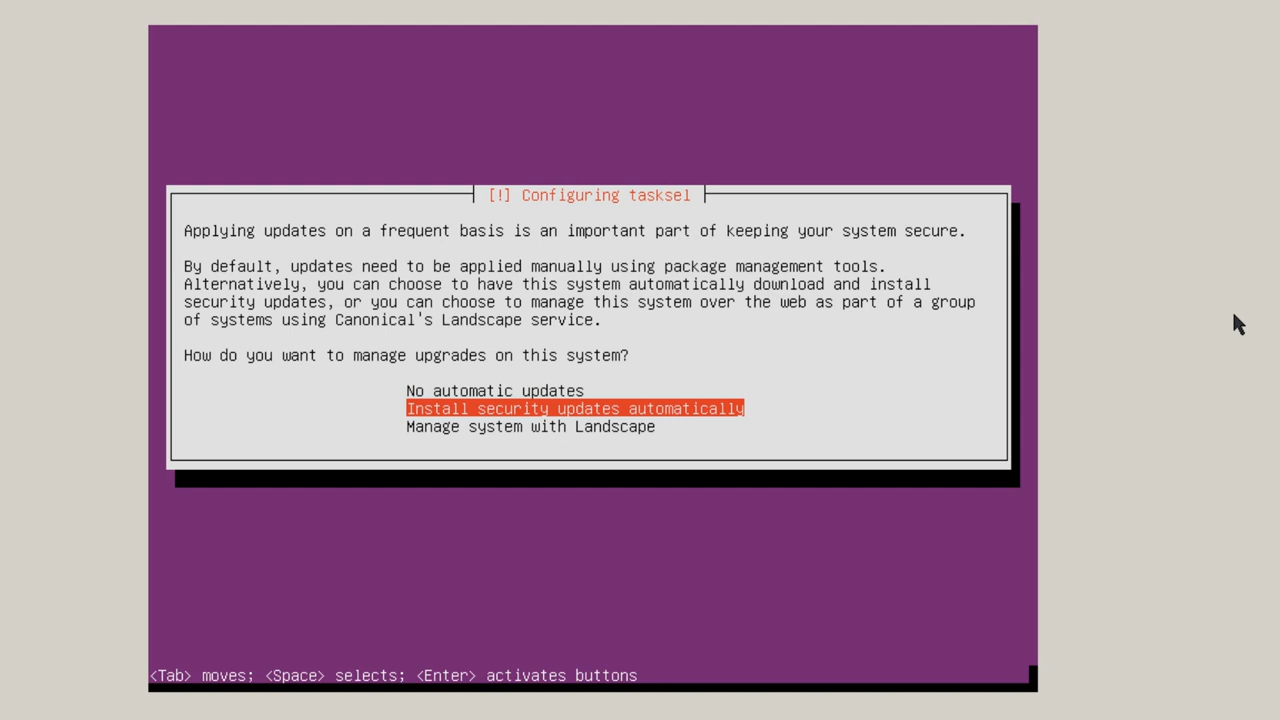 [!] Configuring tasksel
Applying updates on a frequent basis is an important part of keeping your system secure.
By default, updates need to be applied manually using package management tools.
Alternatively, you can choose to have this system automatically download and install
security updates, or you can choose to manage this system over the web as part of a group
of systems using Canonical's Landscape service.
How do you want to manage upgrades on this system?
No automatic updates
Install security updates automatically
Manage system with Landscape
<Tab> moves; <Space> selects; <Enter> activates buttons